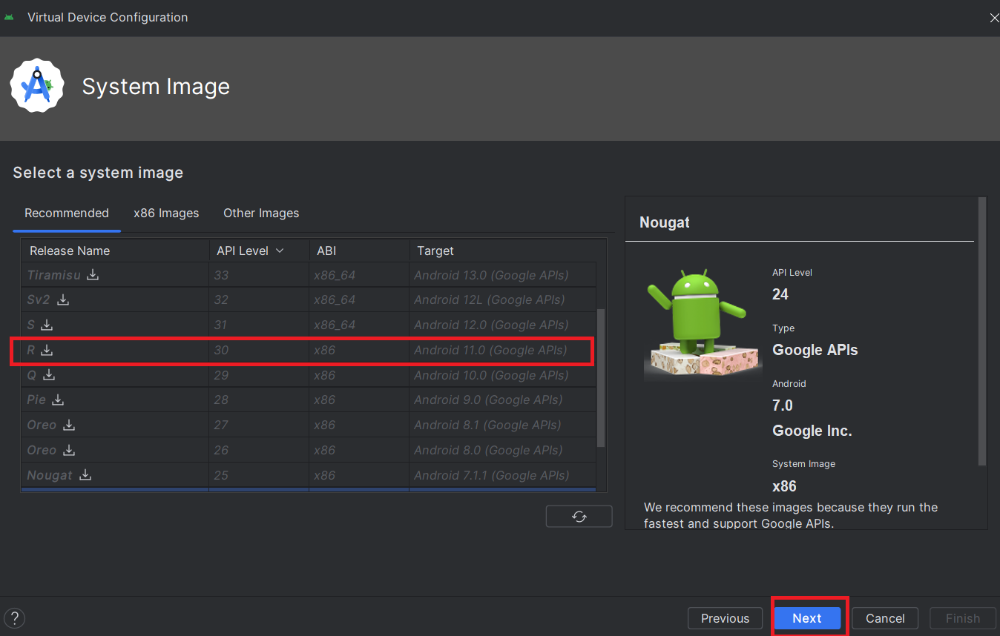 Virtual Device Configuration
System Image
Select a system image
Recommended x86 Images Other Images
Release Name API Level ABI Target
Tiramisu 33 x86_64 Android 13.0 (Google APIs)
Sv2 32 x86_64 Android 12L (Google APIs)
S 31 x86_64 Android 12.0 (Google APIs)
R 30 x86 Android 11.0 (Google APIs)
Q 29 x86 Android 10.0 (Google APIs)
Pie 28 x86 Android 9.0 (Google APIs)
Oreo 27 x86 Android 8.1 (Google APIs)
Oreo 26 x86 Android 8.0 (Google APIs)
Nougat 25 x86 Android 7.1.1 (Google APIs)
Nougat
API Level
24
Type
Google APIs
Android
7.0
Google Inc.
System Image
x86
We recommend these images because they run the
fastest and support Google APIs.
? Previous Next Cancel Finish